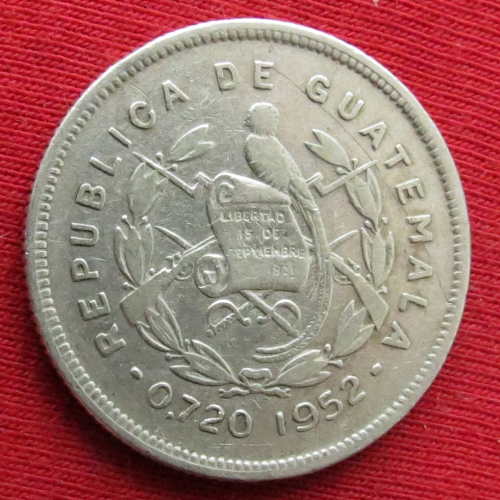 REPUBLICA DE GUATEMALA
LIBERTAD
15 DE
SEPTIEMBRE
1821
· 0.720 1952 ·